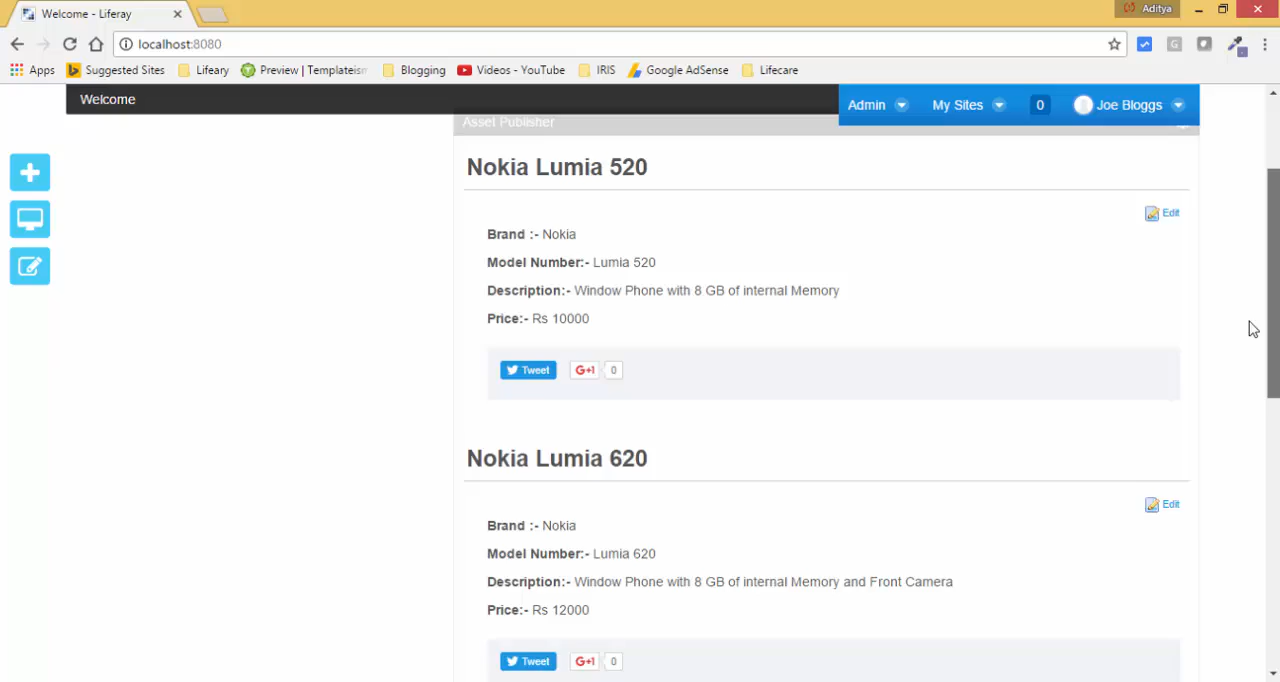 Welcome - Liferay
Aditya
localhost:8080
Apps Suggested Sites Lifeary Preview | Templateism Blogging Videos - YouTube IRIS Google AdSense Lifecare
Welcome
Admin My Sites 0 Joe Bloggs
Asset Publisher
Nokia Lumia 520
Edit
Brand :- Nokia
Model Number:- Lumia 520
Description:- Window Phone with 8 GB of internal Memory
Price:- Rs 10000
Tweet G+1 0
Nokia Lumia 620
Edit
Brand :- Nokia
Model Number:- Lumia 620
Description:- Window Phone with 8 GB of internal Memory and Front Camera
Price:- Rs 12000
Tweet G+1 0